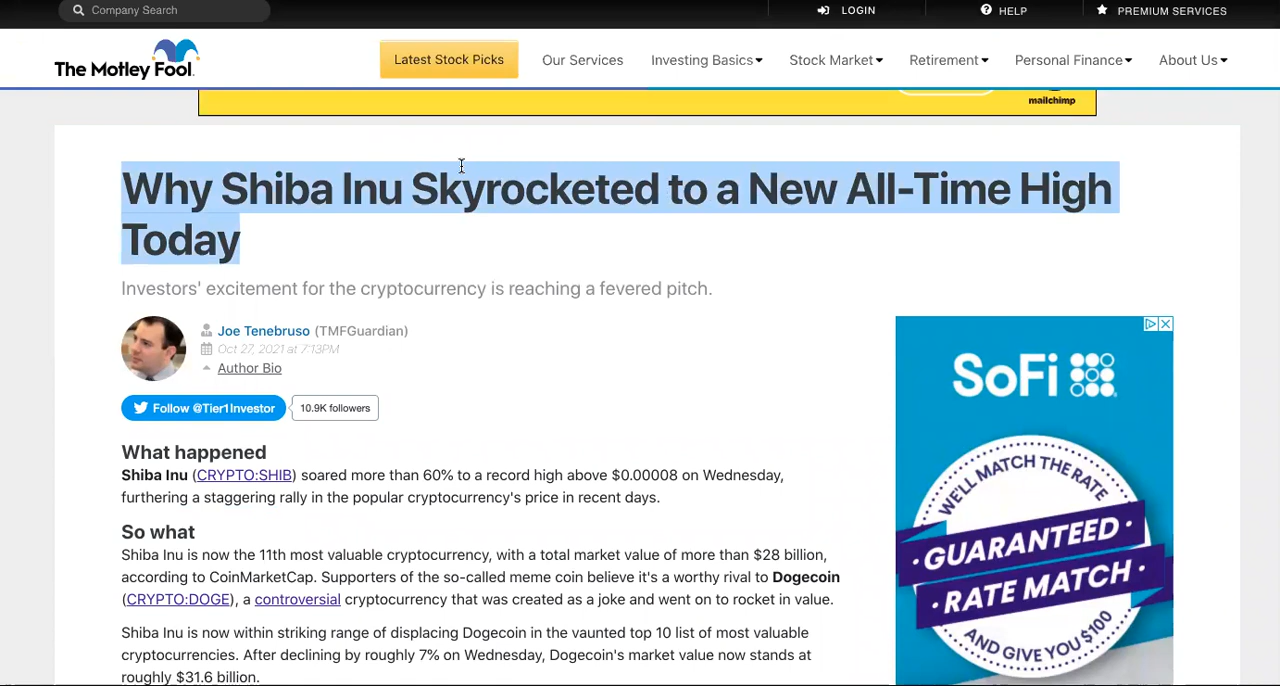 Company Search
LOGIN
HELP
PREMIUM SERVICES
The Motley Fool.
Latest Stock Picks
Our Services
Investing Basics
Stock Market
Retirement
Personal Finance
About Us
mailchimp
Why Shiba Inu Skyrocketed to a New All-Time High
Today
Investors' excitement for the cryptocurrency is reaching a fevered pitch.
Joe Tenebruso (TMFGuardian)
Oct 27, 2021 at 7:13PM
Author Bio
Follow @Tier1Investor
10.9K followers
What happened
Shiba Inu (CRYPTO:SHIB) soared more than 60% to a record high above $0.00008 on Wednesday,
furthering a staggering rally in the popular cryptocurrency's price in recent days.
So what
Shiba Inu is now the 11th most valuable cryptocurrency, with a total market value of more than $28 billion,
according to CoinMarketCap. Supporters of the so-called meme coin believe it's a worthy rival to Dogecoin
(CRYPTO:DOGE), a controversial cryptocurrency that was created as a joke and went on to rocket in value.
Shiba Inu is now within striking range of displacing Dogecoin in the vaunted top 10 list of most valuable
cryptocurrencies. After declining by roughly 7% on Wednesday, Dogecoin's market value now stands at
roughly $31.6 billion.
SoFi
WE'LL MATCH THE RATE
GUARANTEED
RATE MATCH
AND GIVE YOU $100